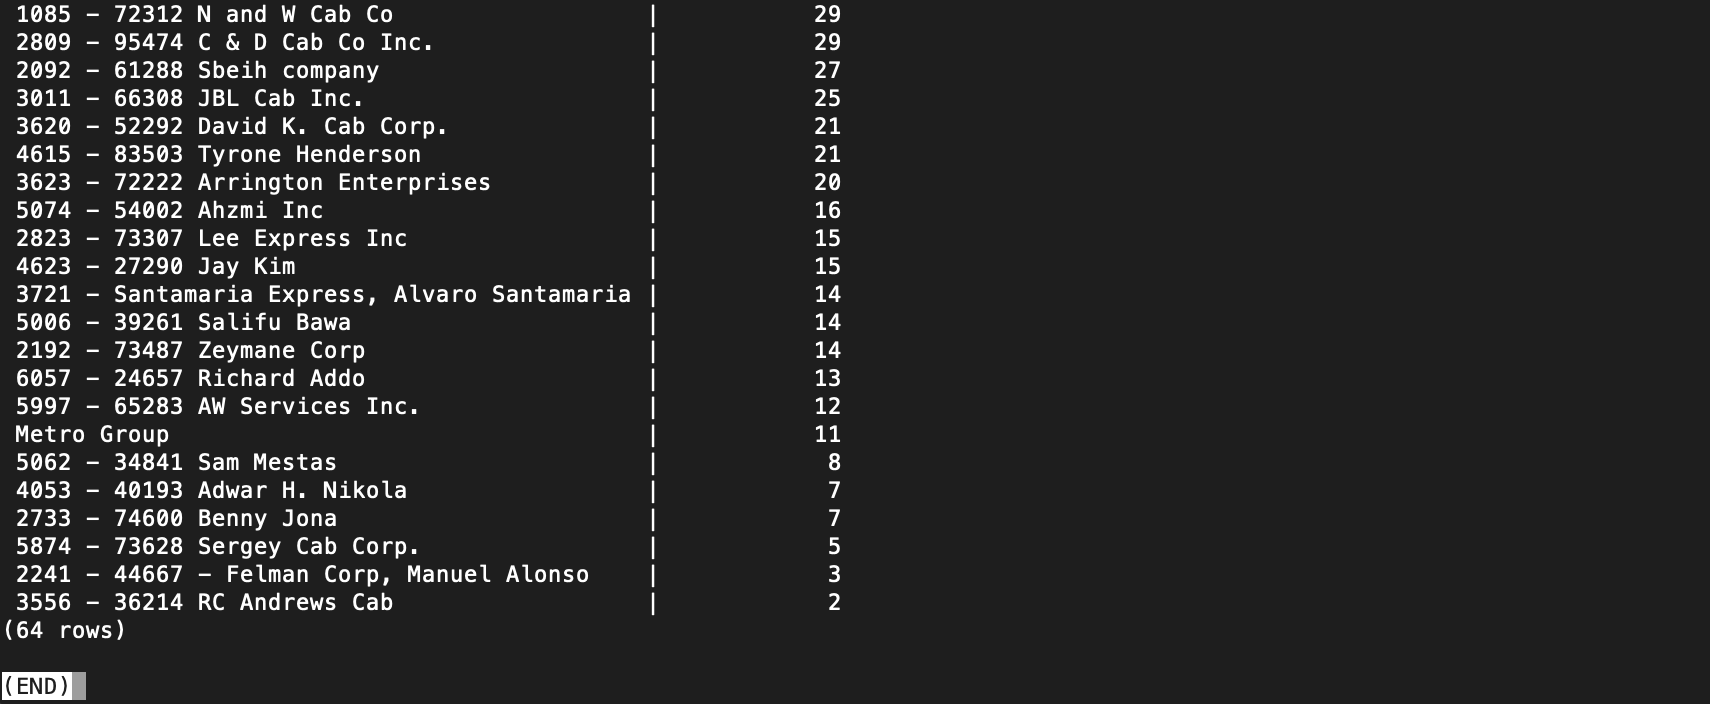 1085 - 72312 N and W Cab Co | 29
2809 - 95474 C & D Cab Co Inc. | 29
2092 - 61288 Sbeih company | 27
3011 - 66308 JBL Cab Inc. | 25
3620 - 52292 David K. Cab Corp. | 21
4615 - 83503 Tyrone Henderson | 21
3623 - 72222 Arrington Enterprises | 20
5074 - 54002 Ahzmi Inc | 16
2823 - 73307 Lee Express Inc | 15
4623 - 27290 Jay Kim | 15
3721 - Santamaria Express, Alvaro Santamaria | 14
5006 - 39261 Salifu Bawa | 14
2192 - 73487 Zeymane Corp | 14
6057 - 24657 Richard Addo | 13
5997 - 65283 AW Services Inc. | 12
Metro Group | 11
5062 - 34841 Sam Mestas | 8
4053 - 40193 Adwar H. Nikola | 7
2733 - 74600 Benny Jona | 7
5874 - 73628 Sergey Cab Corp. | 5
2241 - 44667 - Felman Corp, Manuel Alonso | 3
3556 - 36214 RC Andrews Cab | 2
(64 rows)
(END)